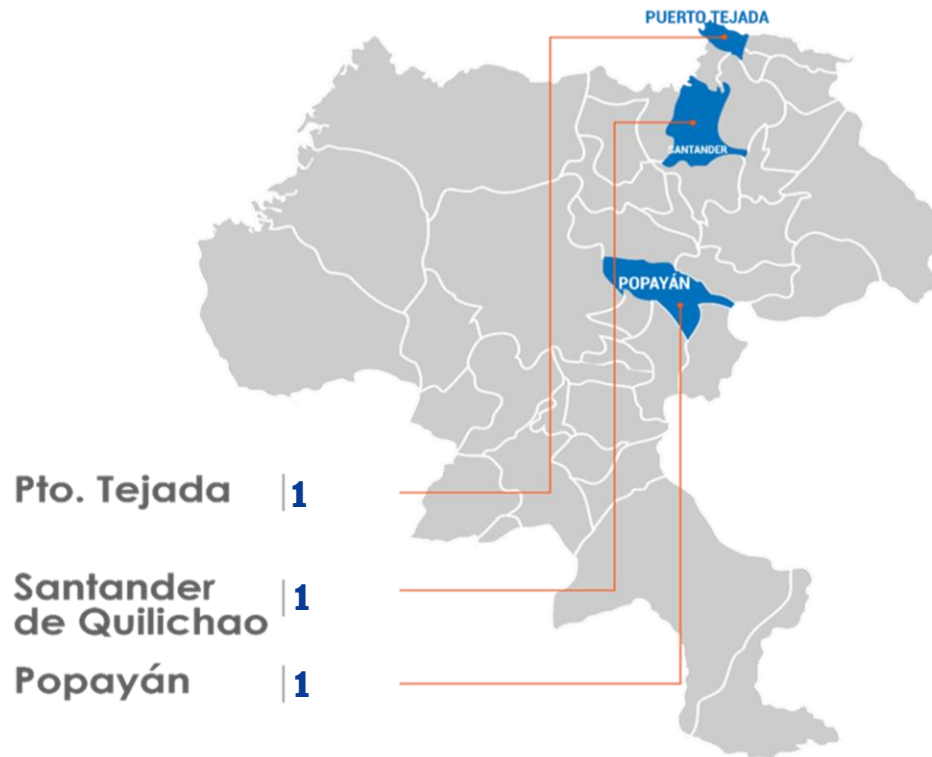 PUERTO TEJADA
SANTANDER
POPAYÁN
Pto. Tejada |1
Santander
de Quilichao |1
Popayán |1